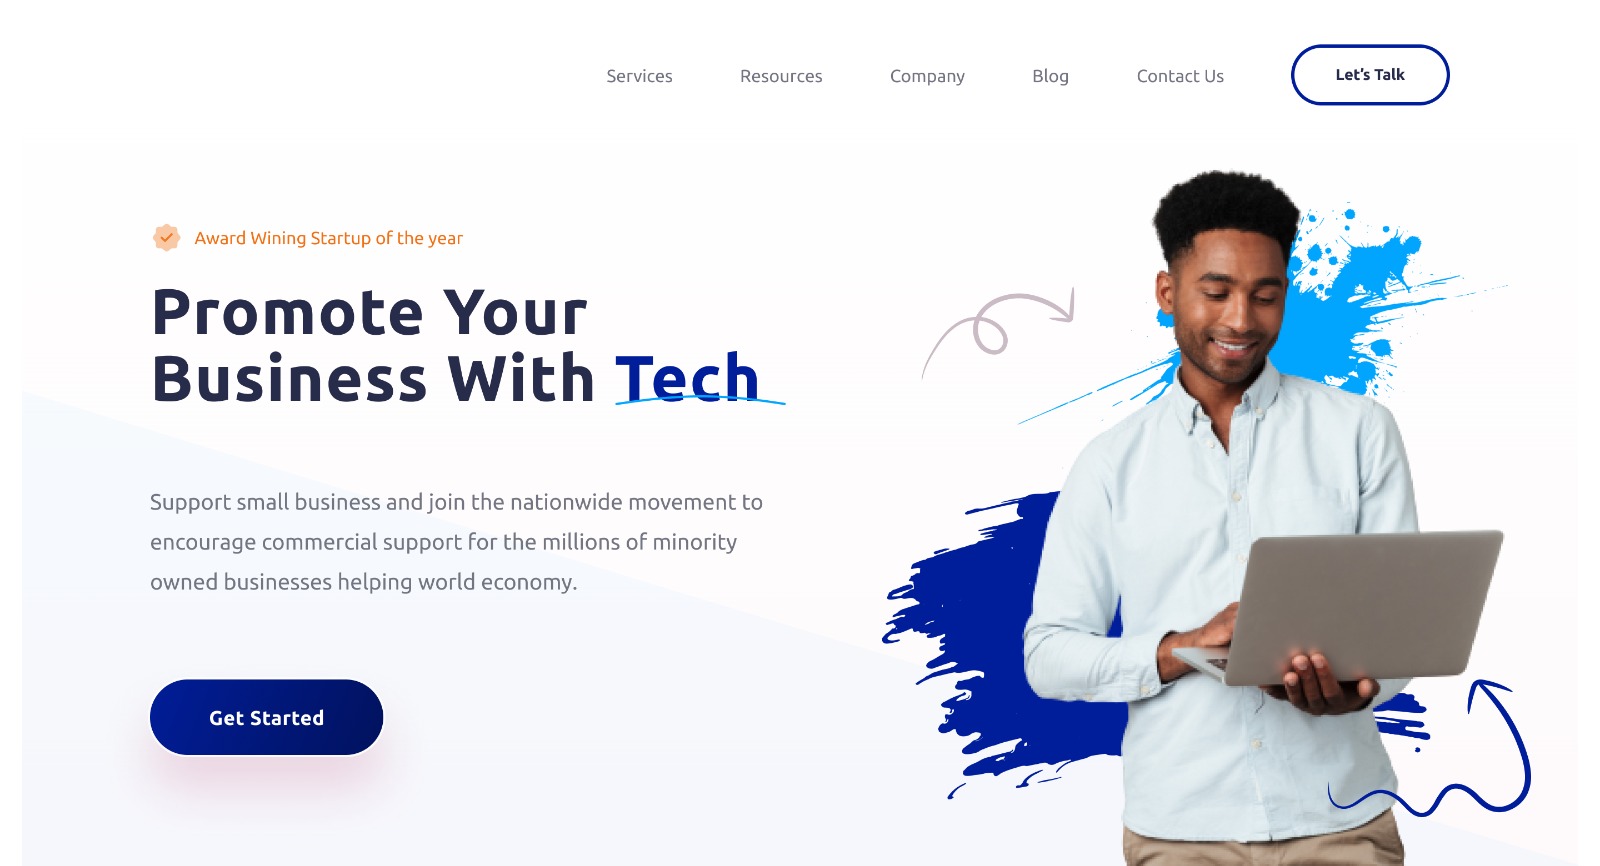 Services Resources Company Blog Contact Us Let's Talk
Award Wining Startup of the year
Promote Your
Business With Tech
Support small business and join the nationwide movement to
encourage commercial support for the millions of minority
owned businesses helping world economy.
Get Started